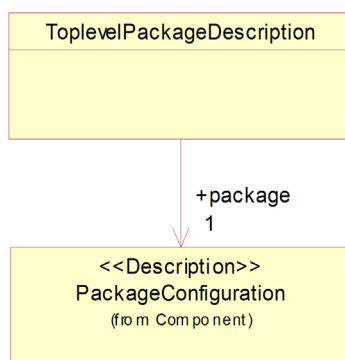 ToplevelPackageDescription
+package
1
<<Description>>
PackageConfiguration
(from Component)